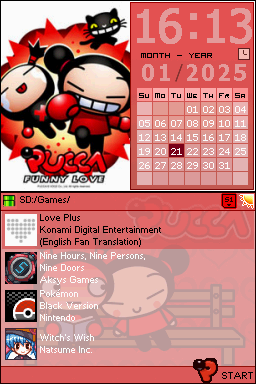 16:13
MONTH - YEAR
01/2025
Su Mo Tu We Th Fr Sa
01 02 03 04
05 06 07 08 09 10 11
12 13 14 15 16 17 18
19 20 21 22 23 24 25
26 27 28 29 30 31
PUCCA
FUNNY LOVE
SD:/Games/
PUCCA
Love Plus
Konami Digital Entertainment
(English Fan Translation)
Nine Hours, Nine Persons,
Nine Doors
Aksys Games
Pokémon
Black Version
Nintendo
Witch's Wish
Natsume Inc.
START